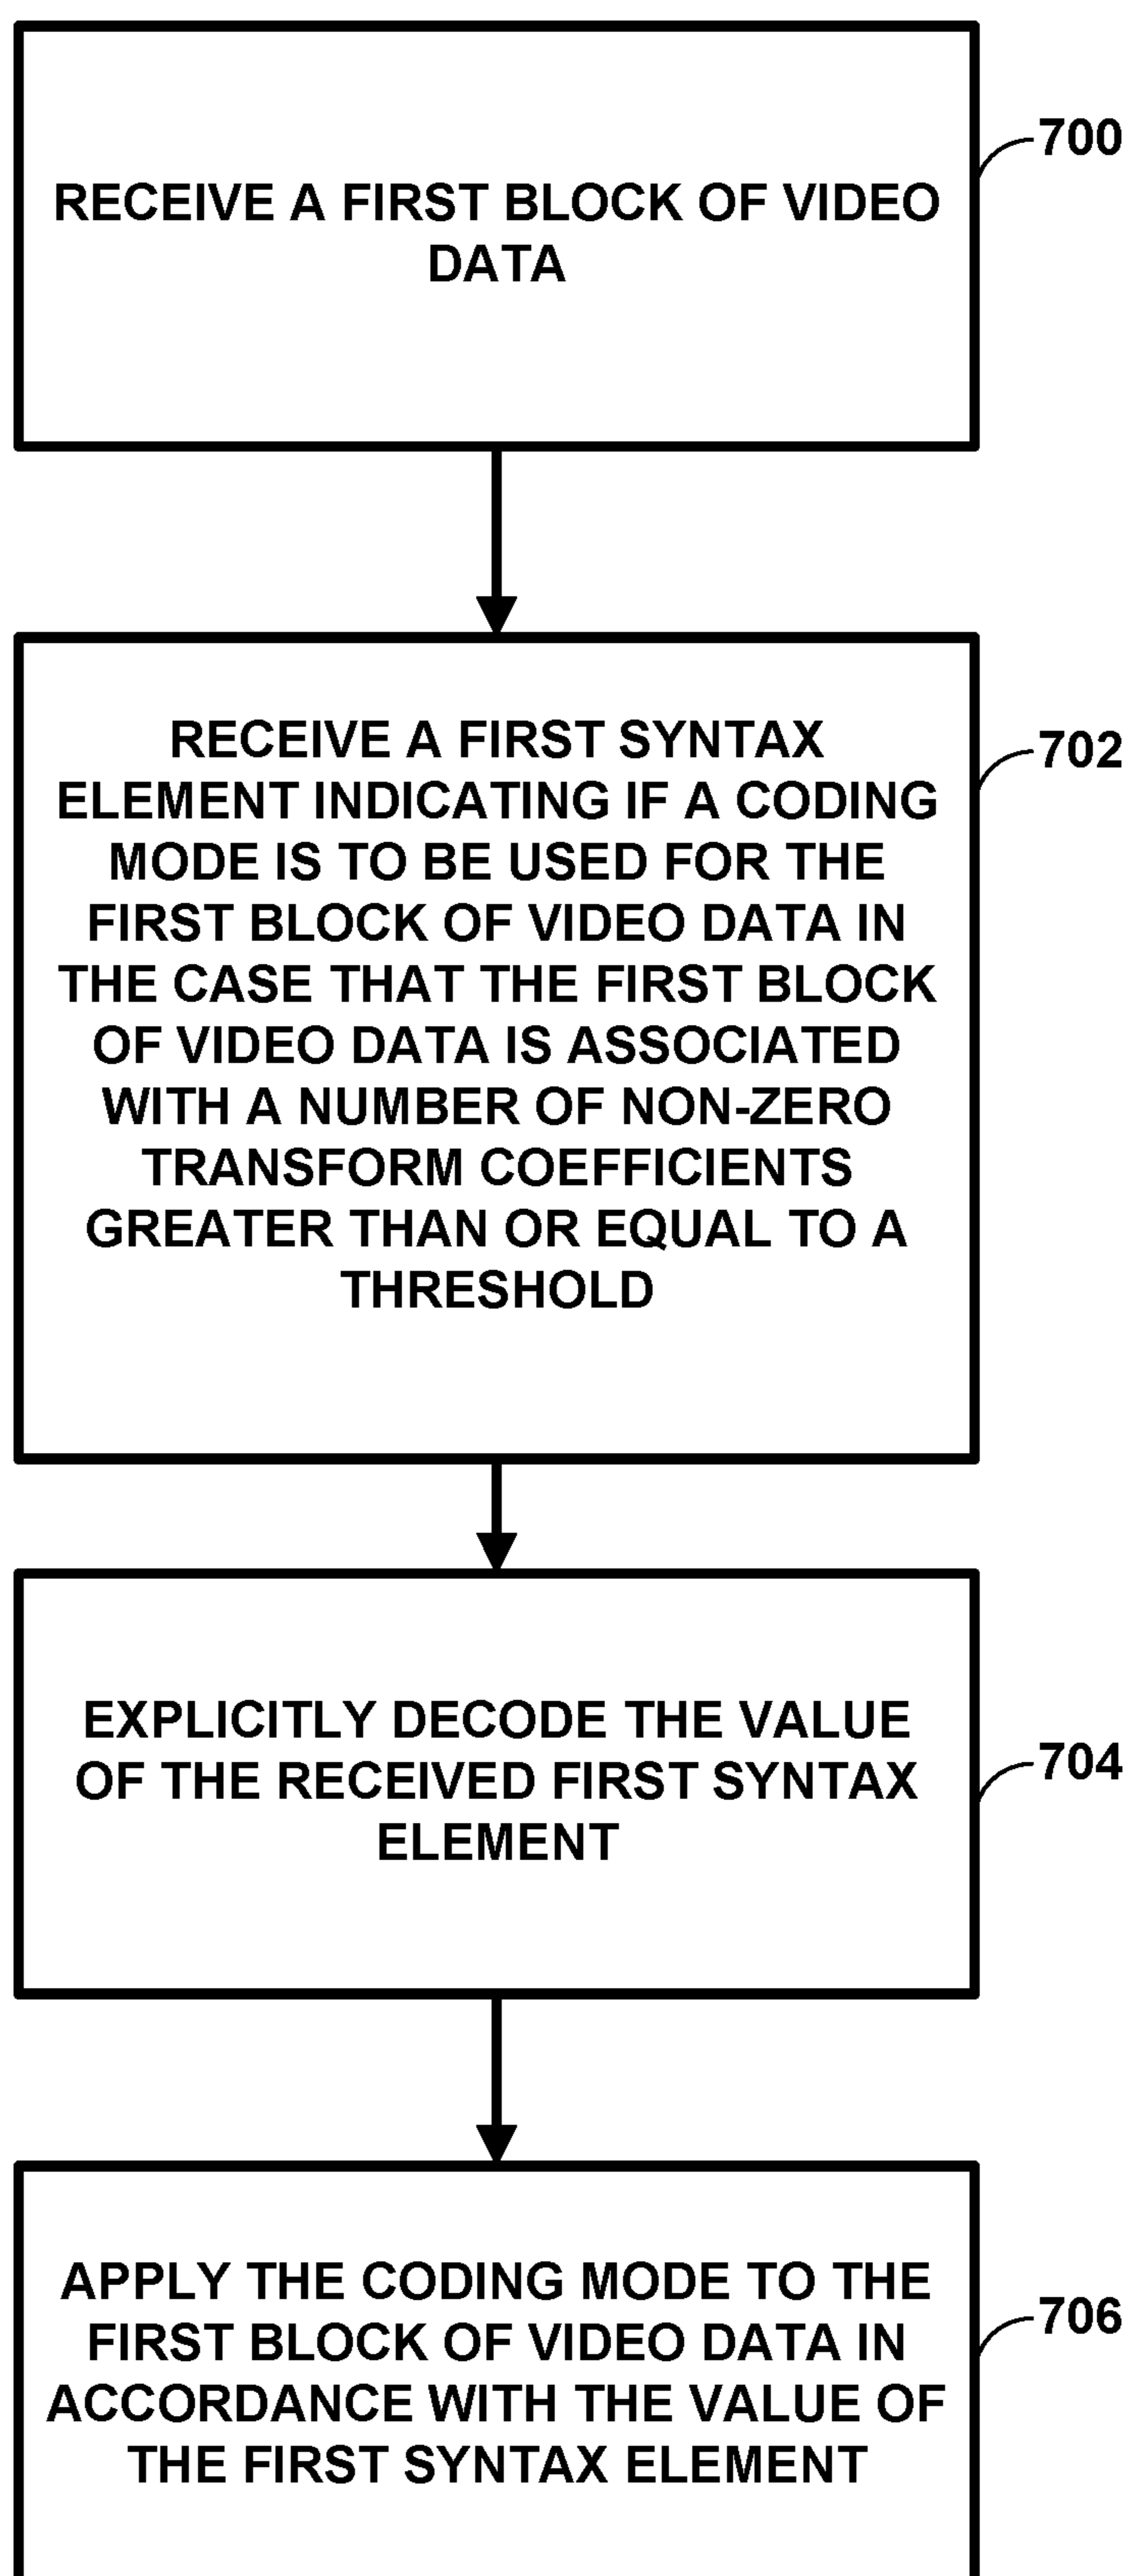 RECEIVE A FIRST BLOCK OF VIDEO
DATA
700
RECEIVE A FIRST SYNTAX
ELEMENT INDICATING IF A CODING
MODE IS TO BE USED FOR THE
FIRST BLOCK OF VIDEO DATA IN
THE CASE THAT THE FIRST BLOCK
OF VIDEO DATA IS ASSOCIATED
WITH A NUMBER OF NON-ZERO
TRANSFORM COEFFICIENTS
GREATER THAN OR EQUAL TO A
THRESHOLD
702
EXPLICITLY DECODE THE VALUE
OF THE RECEIVED FIRST SYNTAX
ELEMENT
704
APPLY THE CODING MODE TO THE
FIRST BLOCK OF VIDEO DATA IN
ACCORDANCE WITH THE VALUE OF
THE FIRST SYNTAX ELEMENT
706